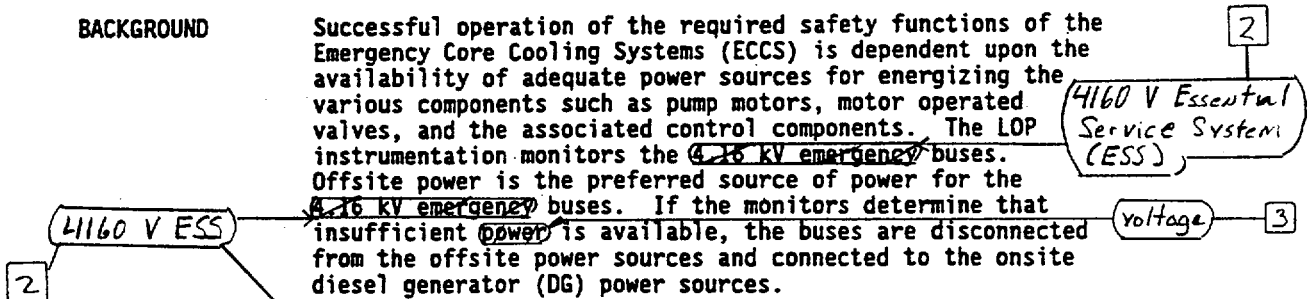 BACKGROUND
Successful operation of the required safety functions of the
Emergency Core Cooling Systems (ECCS) is dependent upon the
availability of adequate power sources for energizing the
various components such as pump motors, motor operated
valves, and the associated control components. The LOP
instrumentation monitors the 4.16 kV emergency buses.
Offsite power is the preferred source of power for the
4.16 kV emergency buses. If the monitors determine that
insufficient power is available, the buses are disconnected
from the offsite power sources and connected to the onsite
diesel generator (DG) power sources.
2
4160 V Essential
Service System
(ESS)
4160 V ESS
2
voltage
3